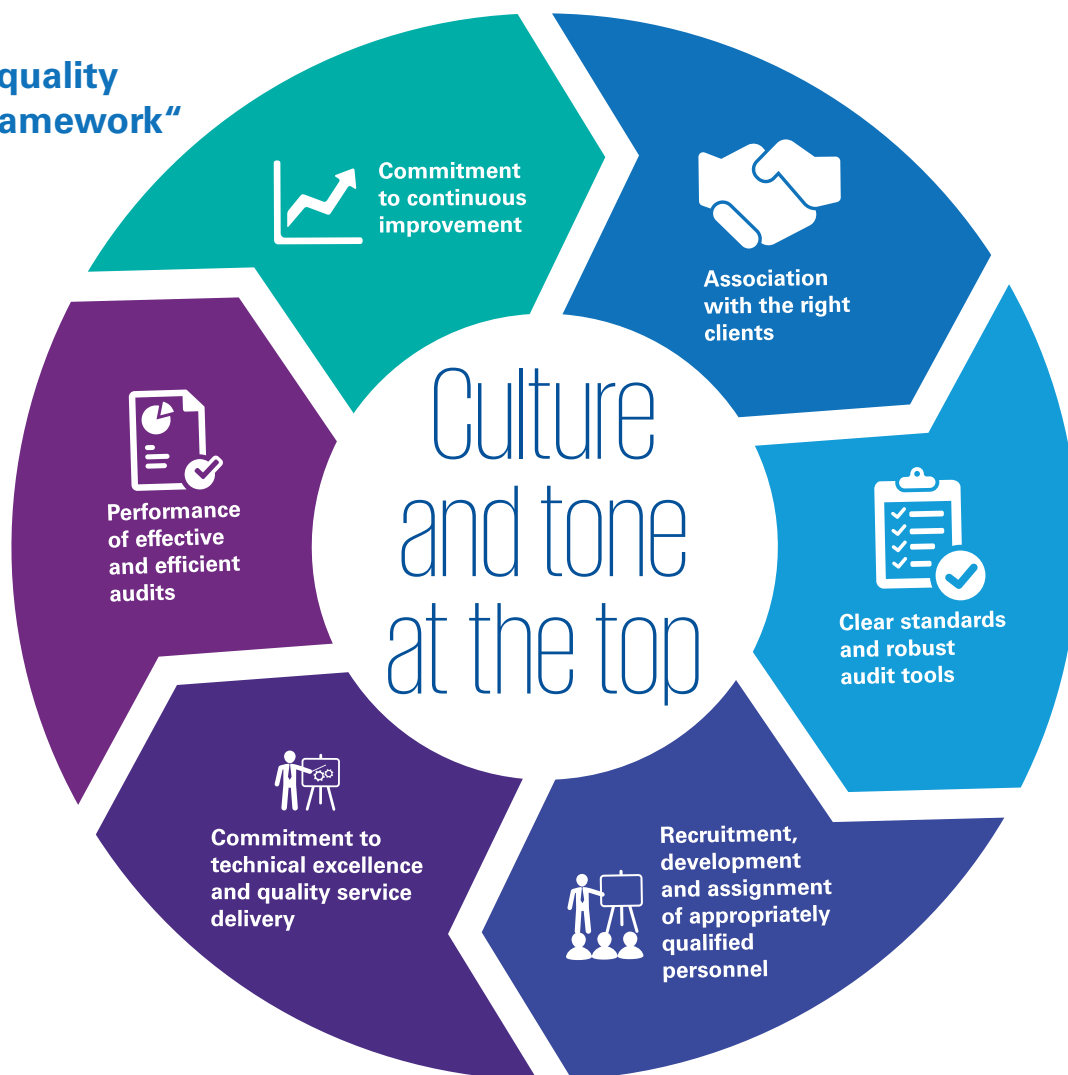 quality
amework“
Commitment
to continuous
improvement
Association
with the right
clients
Clear standards
and robust
audit tools
Recruitment,
development
and assignment
of appropriately
qualified
personnel
Commitment to
technical excellence
and quality service
delivery
Performance
of effective
and efficient
audits
Culture
and tone
at the top